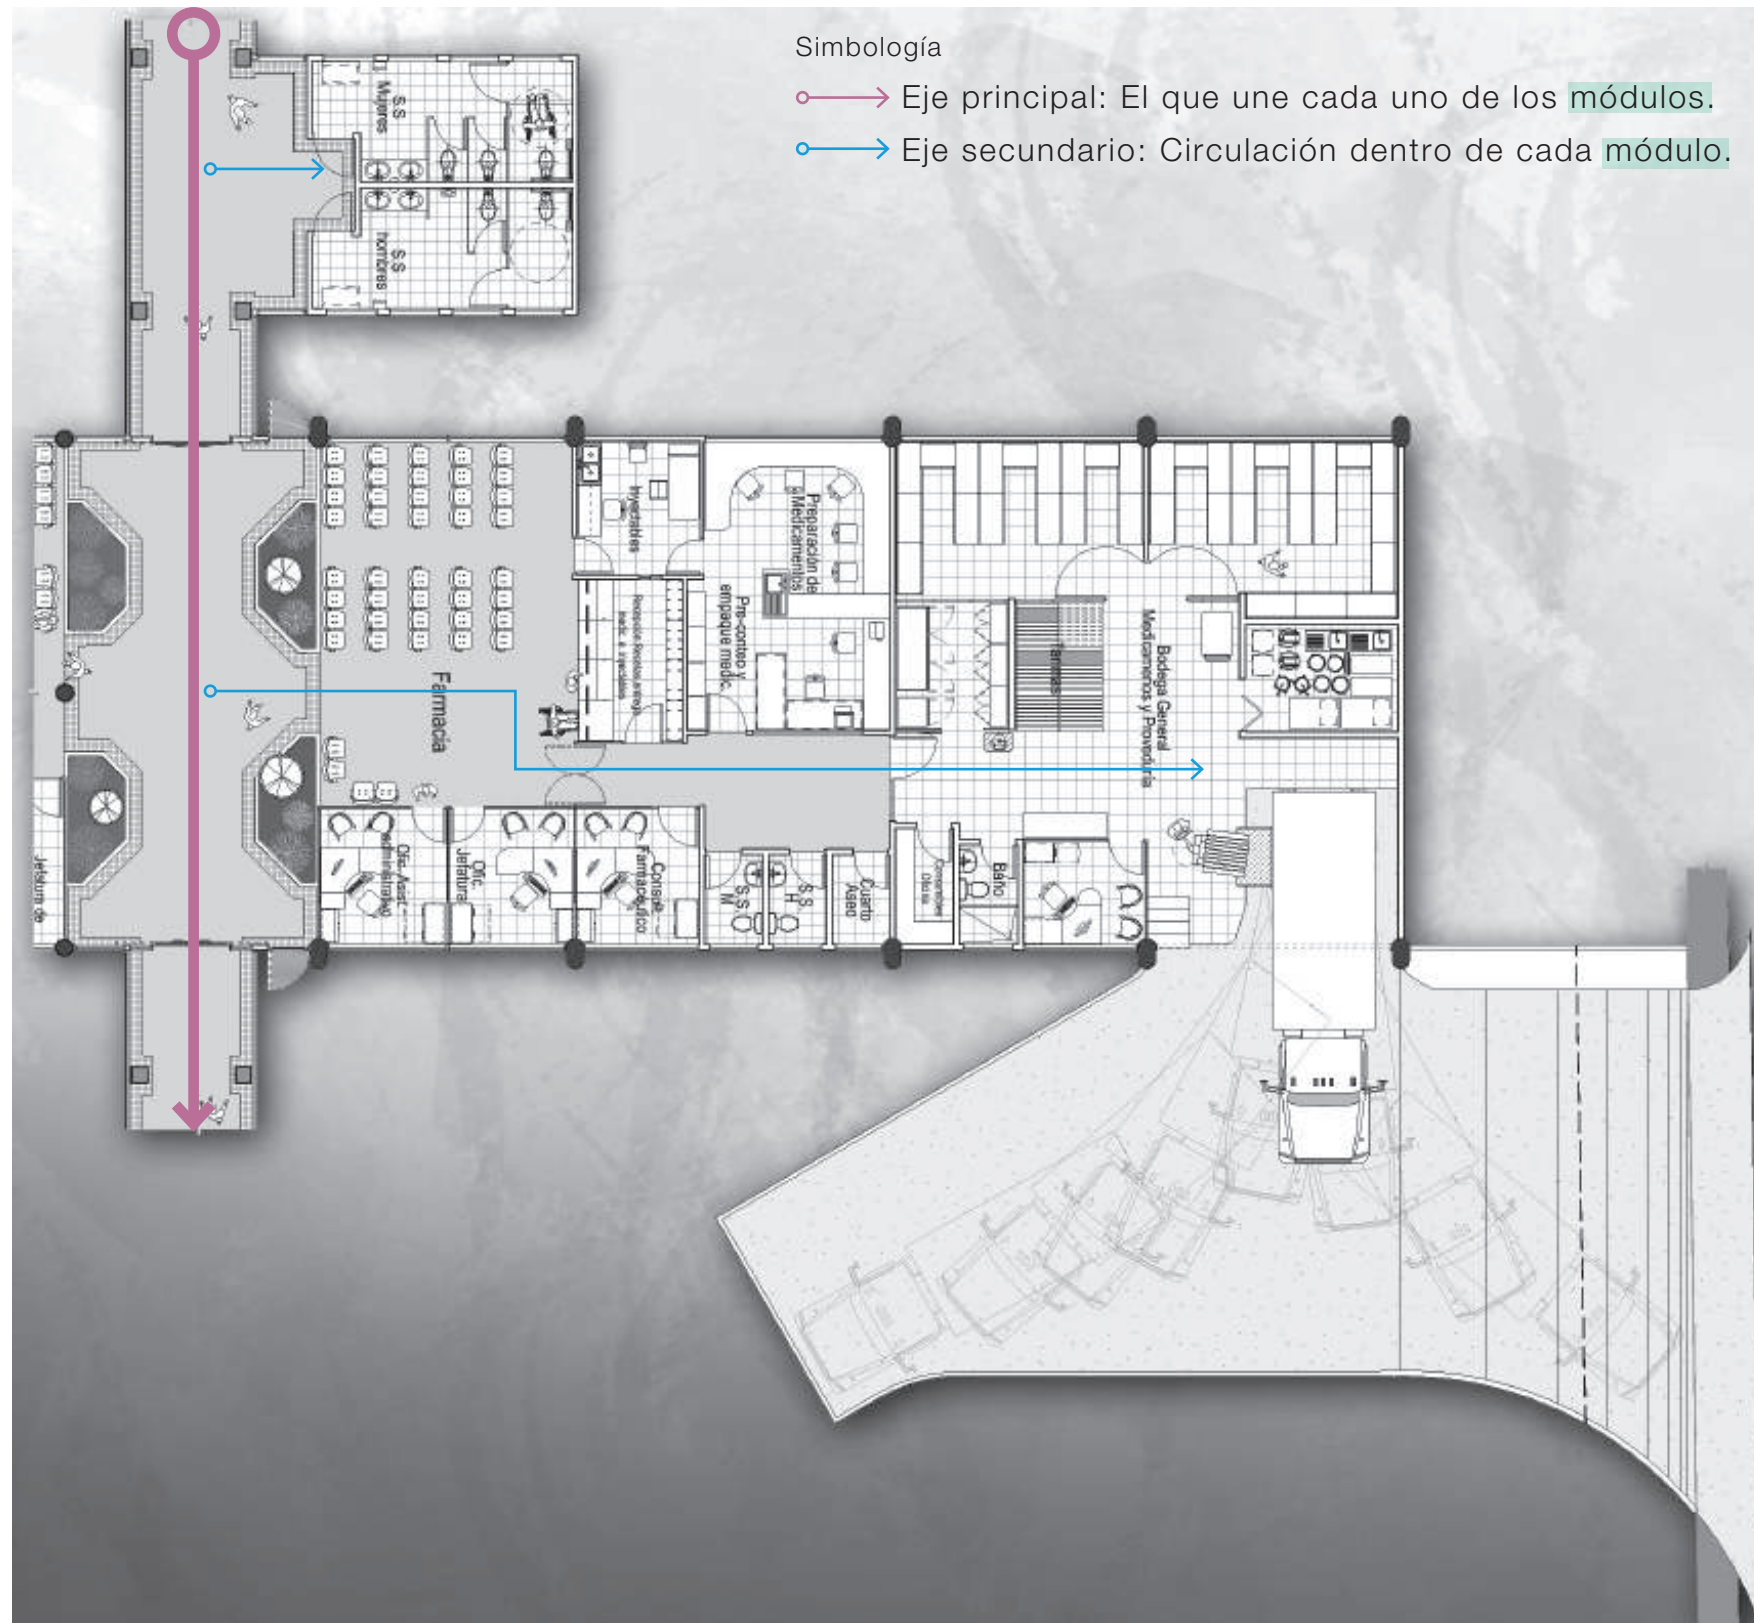 Simbología
Eje principal: El que une cada uno de los módulos.
Eje secundario: Circulación dentro de cada módulo.
S.S
Mujeres
S.S
hombres
Inyectables
Preparación de
Medicamentos
Pre-conteo y
empaque medic.
Farmacia
Tarimas
Bodega General
Medicamentos y Proveeduría
Jefatura de
Ofic. Asist
administrativo
Ofic.
Jefatura
Consej.
Farmacéutico
S.S
M
S.S.
H
Cuarto
Aseo
Baño